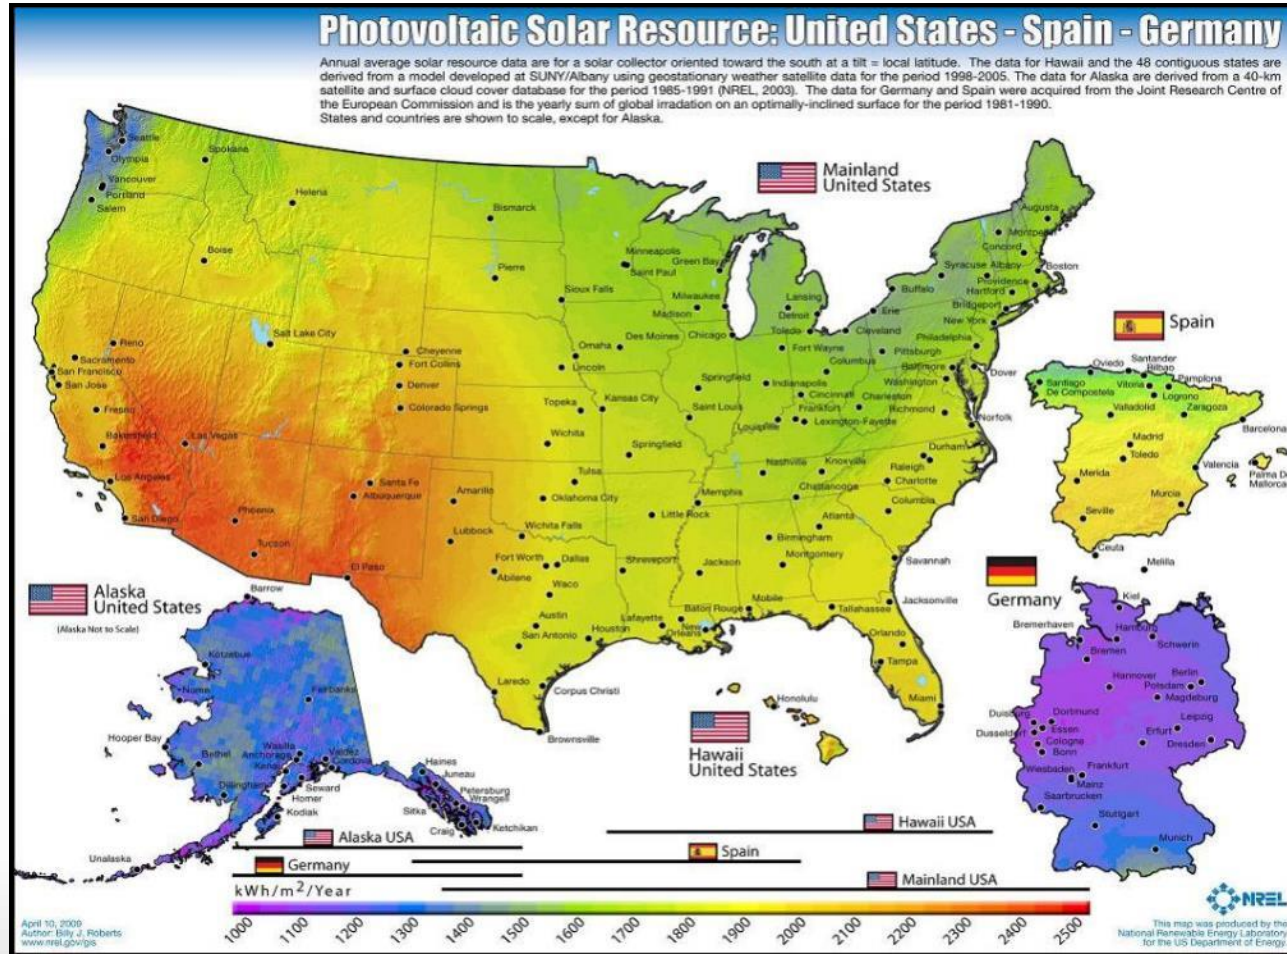 Photovoltaic Solar Resource: United States - Spain - Germany
Annual average solar resource data are for a solar collector oriented toward the south at a tilt = local latitude. The data for Hawaii and the 48 contiguous states are
derived from a model developed at SUNY/Albany using geostationary weather satellite data for the period 1998-2005. The data for Alaska are derived from a 40-km
satellite and surface cloud cover database for the period 1985-1991 (NREL, 2003). The data for Germany and Spain were acquired from the Joint Research Centre of
the European Commission and is the yearly sum of global irradation on an optimally-inclined surface for the period 1981-1990.
States and countries are shown to scale, except for Alaska.
Mainland
United States
Seattle
Olympia
Spokane
Vancouver
Portland
Salem
Helena
Bismarck
Boise
Pierre
Minneapolis
Saint Paul
Green Bay
Augusta
Montpelier
Concord
Boston
Syracuse
Albany
Providence
Hartford
Buffalo
Bridgeport
Sioux Falls
Milwaukee
Madison
Lansing
Detroit
Erie
New York
Reno
Salt Lake City
Cheyenne
Des Moines
Chicago
Toledo
Cleveland
Philadelphia
Sacramento
San Francisco
San Jose
Fort Collins
Omaha
Lincoln
Fort Wayne
Columbus
Pittsburgh
Baltimore
Dover
Washington
Denver
Springfield
Indianapolis
Cincinnati
Charleston
Fresno
Colorado Springs
Topeka
Kansas City
Saint Louis
Frankfort
Richmond
Norfolk
Louisville
Lexington-Fayette
Bakersfield
Las Vegas
Wichita
Springfield
Durham
Nashville
Knoxville
Raleigh
Los Angeles
Santa Fe
Albuquerque
Amarillo
Tulsa
Oklahoma City
Memphis
Chattanooga
Charlotte
Columbia
San Diego
Phoenix
Lubbock
Wichita Falls
Little Rock
Atlanta
Birmingham
Tucson
El Paso
Fort Worth
Dallas
Abilene
Waco
Shreveport
Jackson
Montgomery
Savannah
Austin
San Antonio
Houston
Lafayette
Baton Rouge
New
Orleans
Mobile
Tallahassee
Jacksonville
Orlando
Tampa
Miami
Laredo
Corpus Christi
Brownsville
Spain
Oviedo
Santander
Bilbao
Santiago
De Compostela
Vitoria
Pamplona
Logrono
Valladolid
Zaragoza
Barcelona
Madrid
Toledo
Merida
Valencia
Palma De
Mallorca
Murcia
Seville
Ceuta
Melilla
Alaska
United States
(Alaska Not to Scale)
Barrow
Kotzebue
Nome
Fairbanks
Hooper Bay
Bethel
Wasilla
Anchorage
Kenai
Valdez
Cordova
Dillingham
Seward
Homer
Kodiak
Unalaska
Haines
Juneau
Petersburg
Wrangell
Sitka
Craig
Ketchikan
Honolulu
Hawaii
United States
Germany
Kiel
Bremerhaven
Hamburg
Schwerin
Bremen
Hannover
Berlin
Potsdam
Magdeburg
Duisburg
Dortmund
Essen
Dusseldorf
Cologne
Bonn
Leipzig
Erfurt
Dresden
Wiesbaden
Frankfurt
Mainz
Saarbrucken
Stuttgart
Munich
Hawaii USA
Alaska USA
Spain
Germany
Mainland USA
kWh/m2/Year
1000 1100 1200 1300 1400 1500 1600 1700 1800 1900 2000 2100 2200 2300 2400 2500
April 10, 2009
Author: Billy J. Roberts
www.nrel.gov/gis
NREL
This map was produced by the
National Renewable Energy Laboratory
for the US Department of Energy.